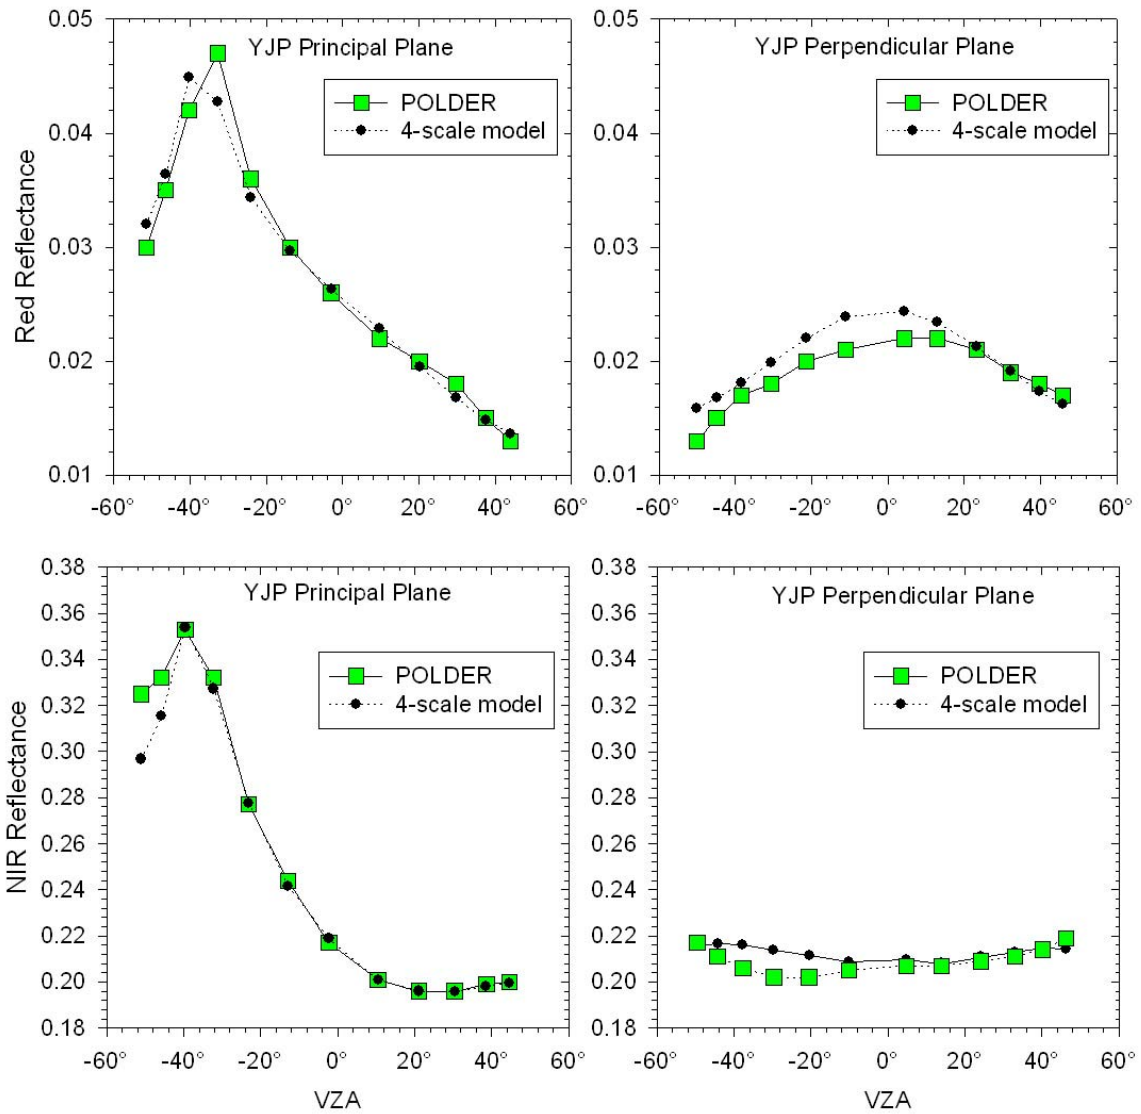 YJP Principal Plane
POLDER
4-scale model
Red Reflectance
0.05
0.04
0.03
0.02
0.01
-60° -40° -20° 0° 20° 40° 60°
YJP Perpendicular Plane
POLDER
4-scale model
0.05
0.04
0.03
0.02
0.01
-60° -40° -20° 0° 20° 40° 60°
YJP Principal Plane
POLDER
4-scale model
NIR Reflectance
0.38
0.36
0.34
0.32
0.30
0.28
0.26
0.24
0.22
0.20
0.18
-60° -40° -20° 0° 20° 40° 60°
VZA
YJP Perpendicular Plane
POLDER
4-scale model
0.38
0.36
0.34
0.32
0.30
0.28
0.26
0.24
0.22
0.20
0.18
-60° -40° -20° 0° 20° 40° 60°
VZA